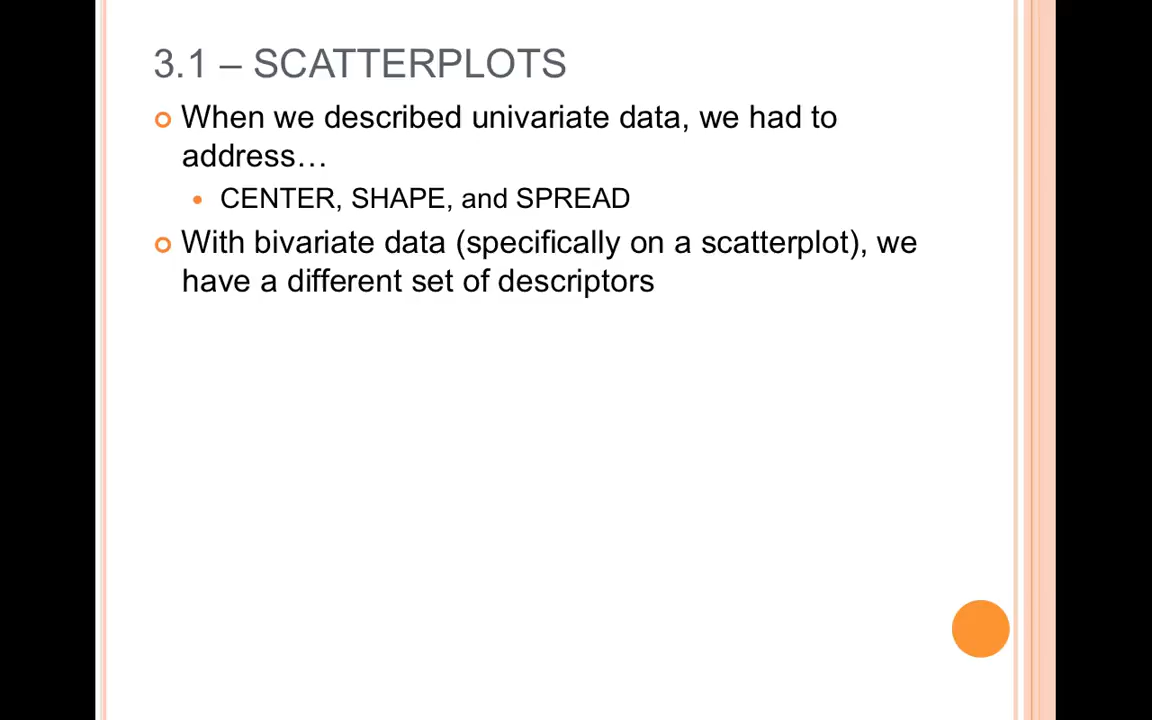 3.1 – SCATTERPLOTS
When we described univariate data, we had to
address…
CENTER, SHAPE, and SPREAD
With bivariate data (specifically on a scatterplot), we
have a different set of descriptors